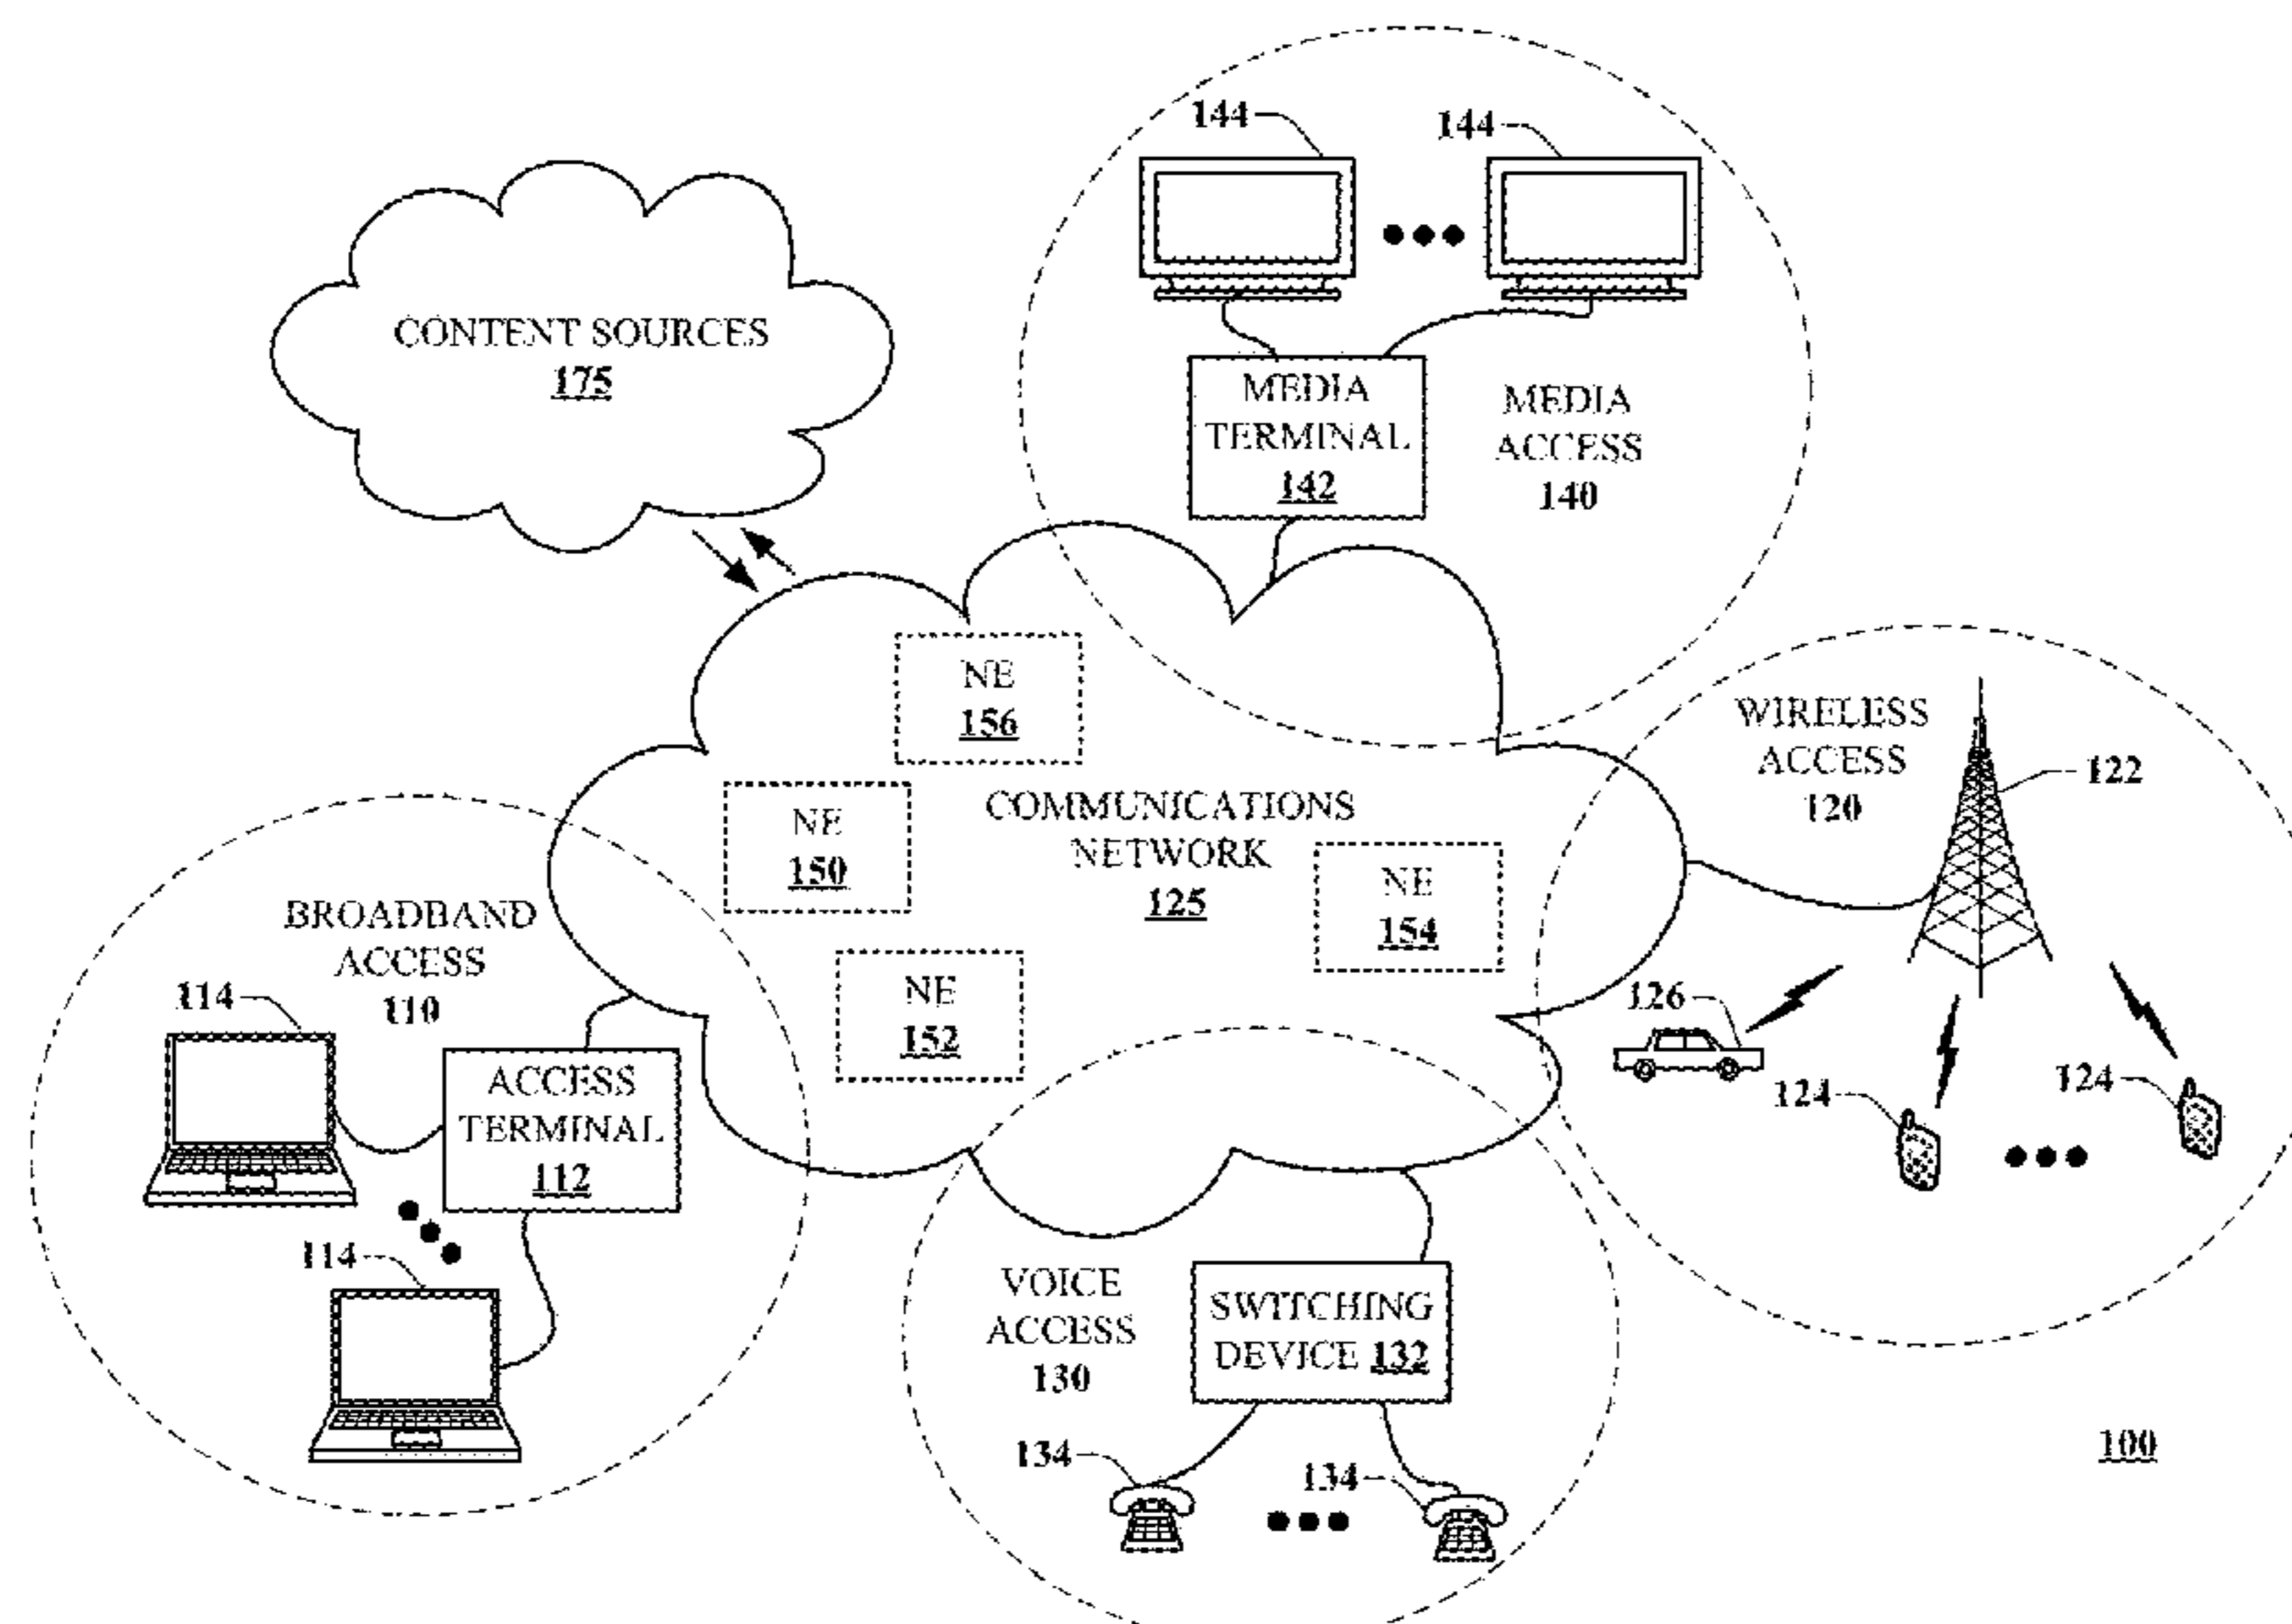 144
144
CONTENT SOURCES
175
MEDIA
TERMINAL
142
MEDIA
ACCESS
140
NE
156
WIRELESS
ACCESS
120
122
COMMUNICATIONS
NETWORK
125
NE
150
NE
154
NE
152
BROADBAND
ACCESS
110
114
ACCESS
TERMINAL
112
114
126
124
124
VOICE
ACCESS
130
SWITCHING
DEVICE 132
134
134
100